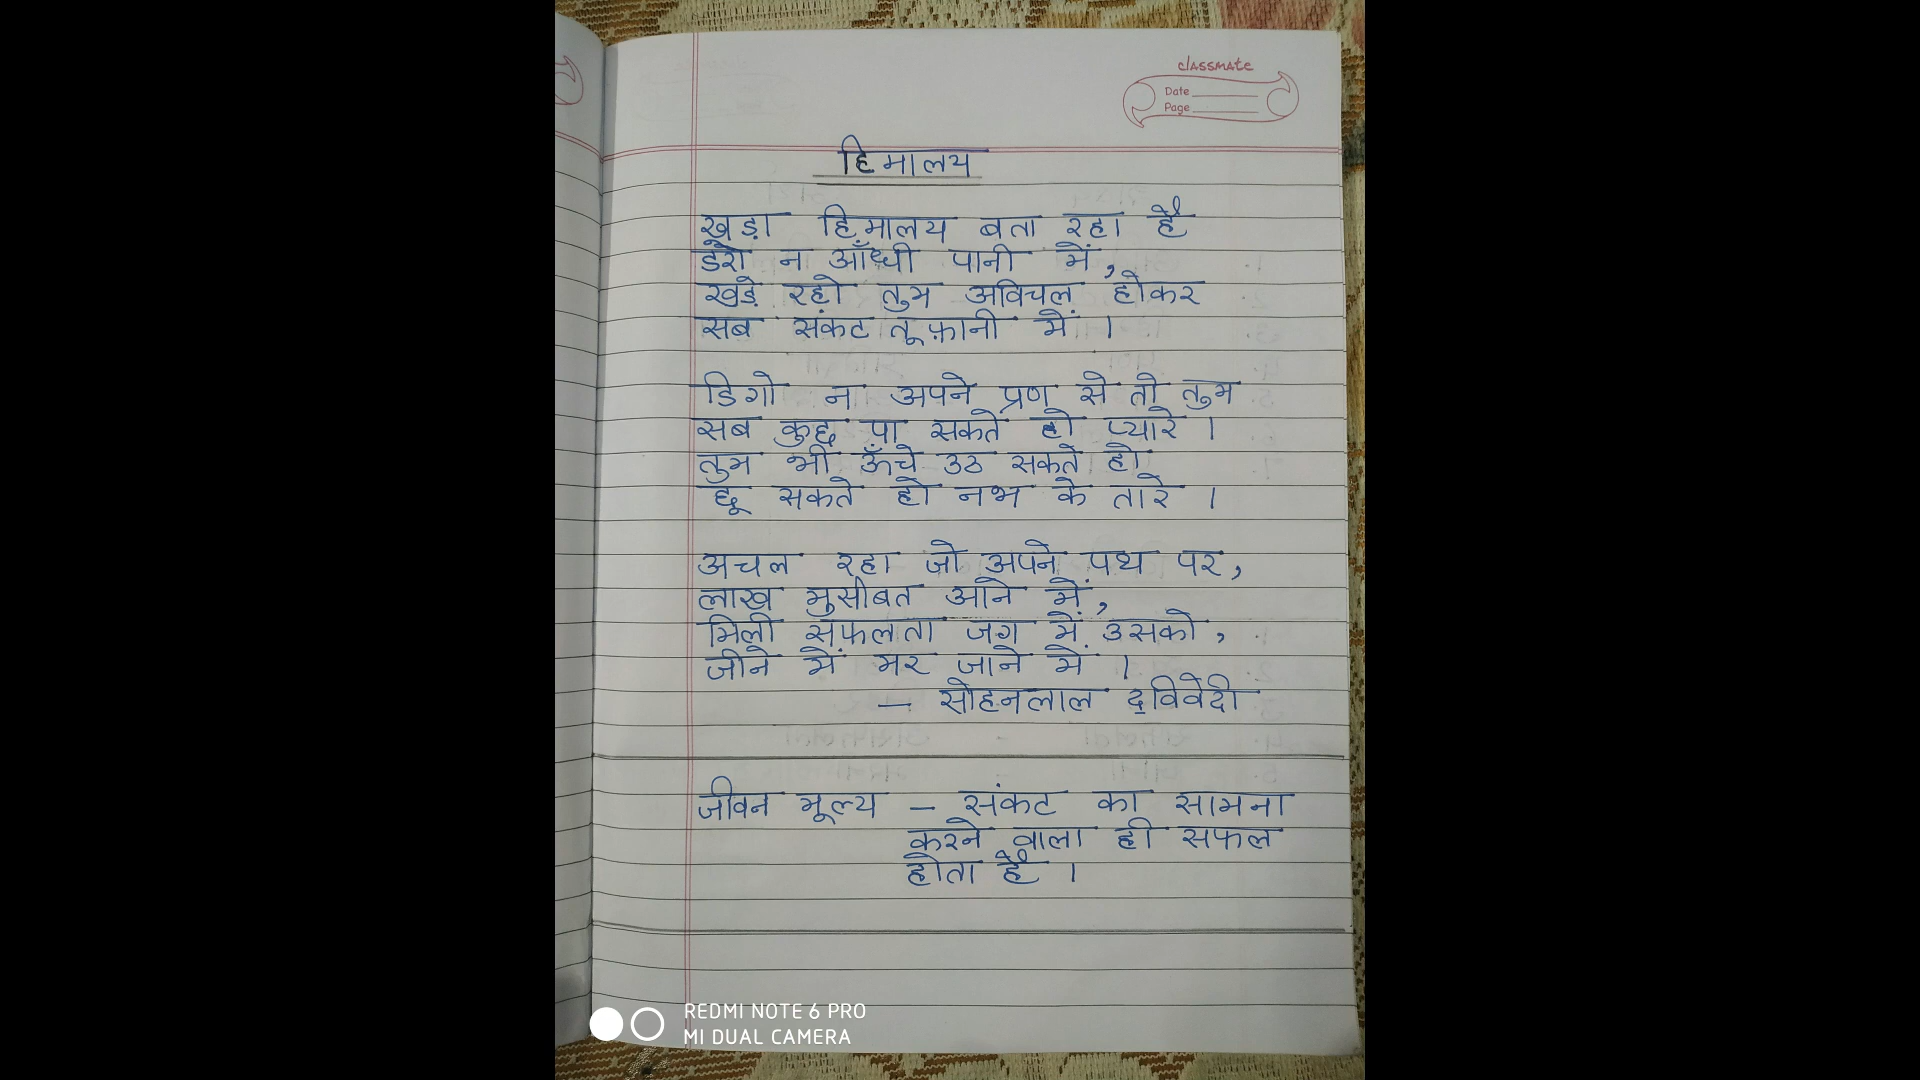 classmate
Date
Page
हिमालय
खड़ा हिमालय बता रहा है
डरो न आँधी पानी में,
खड़े रहो तुम अविचल होकर
सब संकट तूफ़ानी में ।
डिगो ना अपने प्रण से तो तुम
सब कुछ पा सकते हो प्यारे ।
तुम भी ऊँचे उठ सकते हो
छू सकते हो नभ के तारे ।
अचल रहा जो अपने पथ पर,
लाख मुसीबत आने में,
मिली सफलता जग में उसको,
जीने में मर जाने में ।
– सोहनलाल द्‌विवेदी
जीवन मूल्य – संकट का सामना
करने वाला ही सफल
होता है ।
REDMI NOTE 6 PRO
MI DUAL CAMERA